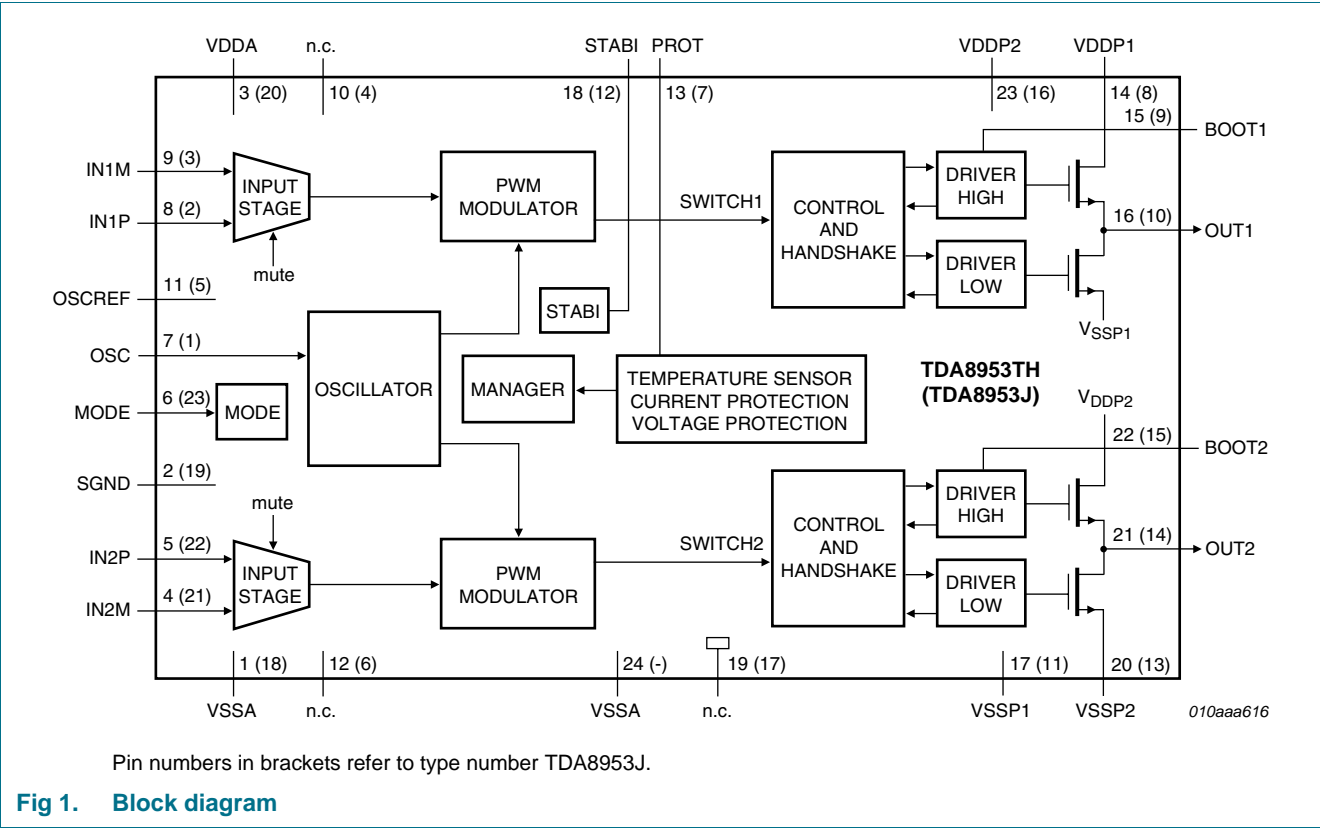 VDDA n.c. STABI PROT VDDP2 VDDP1
3 (20) 10 (4) 18 (12) 13 (7) 23 (16) 14 (8)
15 (9) BOOT1
IN1M 9 (3)
INPUT
STAGE
IN1P 8 (2)
mute
PWM
MODULATOR
SWITCH1
CONTROL
AND
HANDSHAKE
DRIVER
HIGH
16 (10) OUT1
DRIVER
LOW
VSSP1
OSCREF 11 (5)
STABI
OSC 7 (1)
OSCILLATOR
MANAGER
TEMPERATURE SENSOR
CURRENT PROTECTION
VOLTAGE PROTECTION
TDA8953TH
(TDA8953J)
MODE 6 (23) MODE
VDDP2
22 (15) BOOT2
SGND 2 (19)
mute
IN2P 5 (22)
INPUT
STAGE
IN2M 4 (21)
PWM
MODULATOR
SWITCH2
CONTROL
AND
HANDSHAKE
DRIVER
HIGH
21 (14) OUT2
DRIVER
LOW
1 (18) 12 (6) 24 (-) 19 (17) 17 (11) 20 (13)
VSSA n.c. VSSA n.c. VSSP1 VSSP2 010aaa616
Pin numbers in brackets refer to type number TDA8953J.
Fig 1. Block diagram